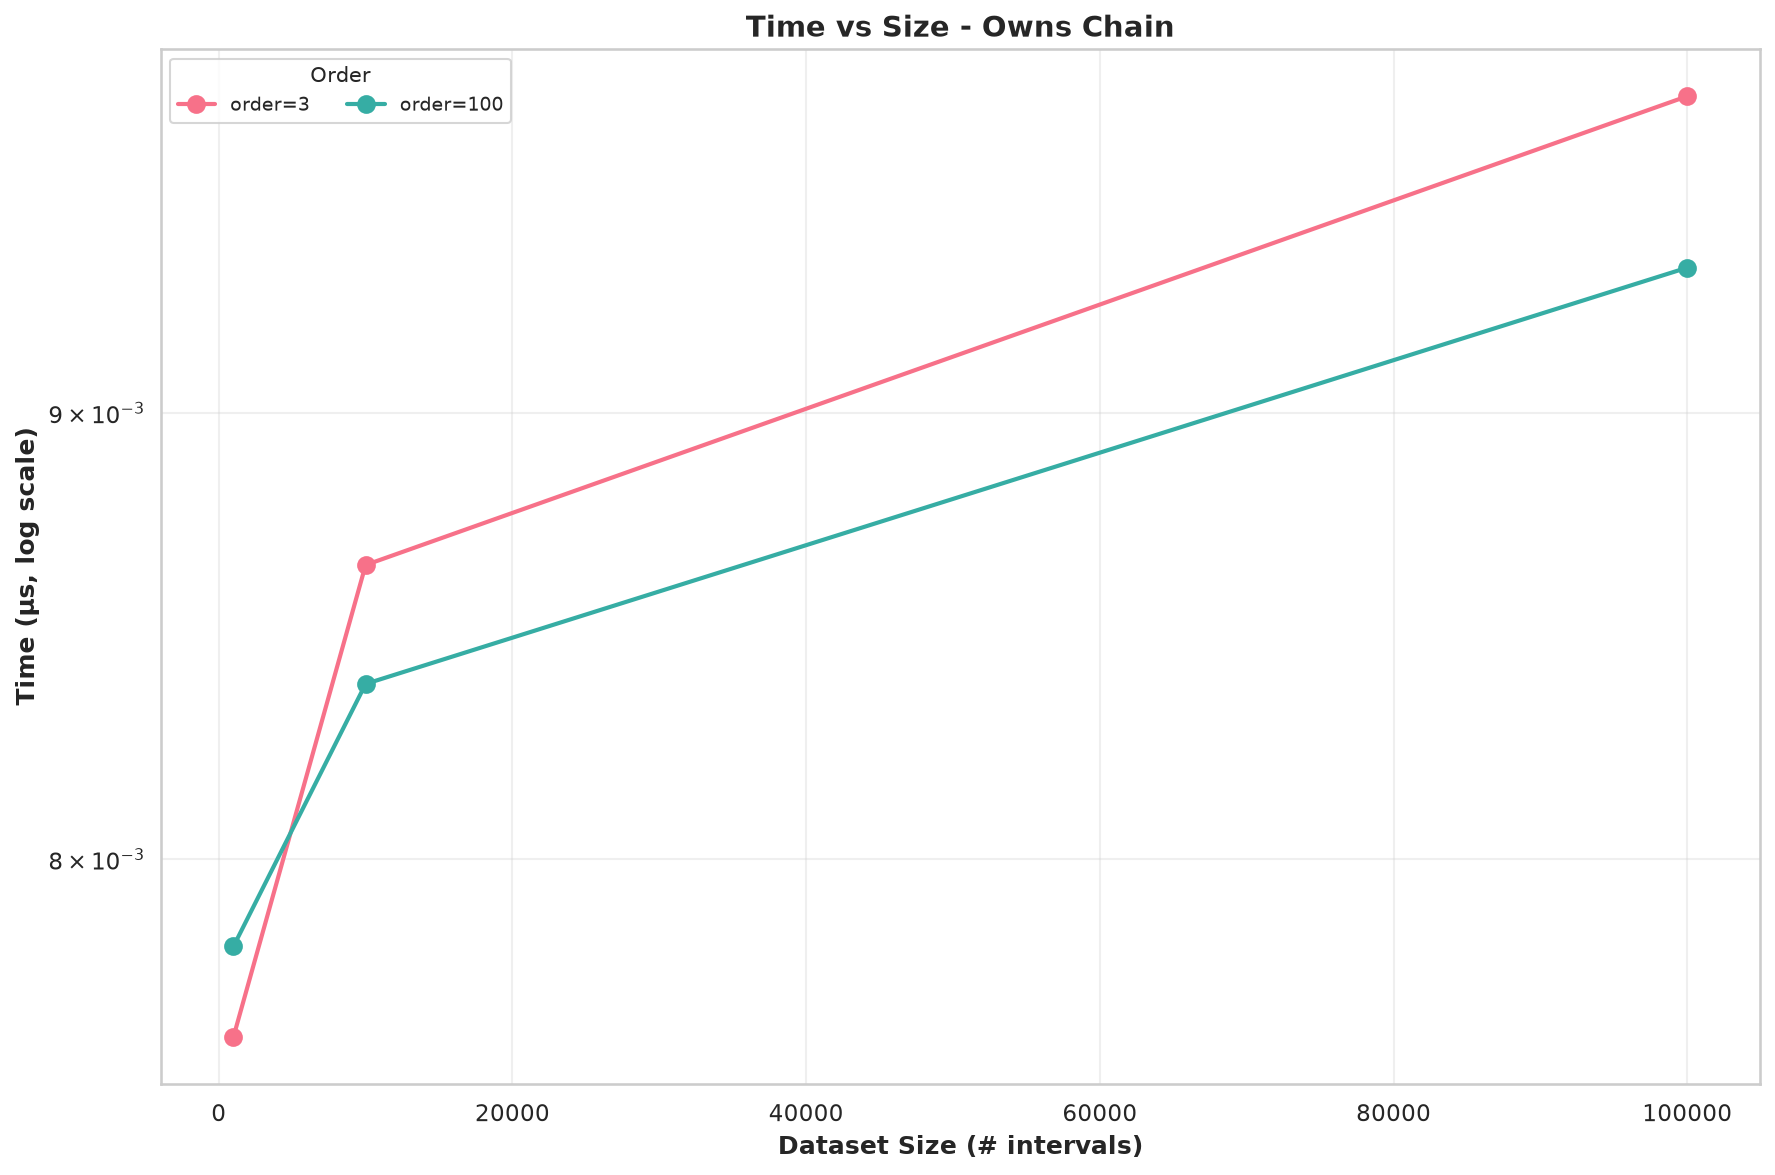 Time vs Size - Owns Chain
Order
order=3 order=100
Time (µs, log scale)
9 × 10⁻³
8 × 10⁻³
0 20000 40000 60000 80000 100000
Dataset Size (# intervals)